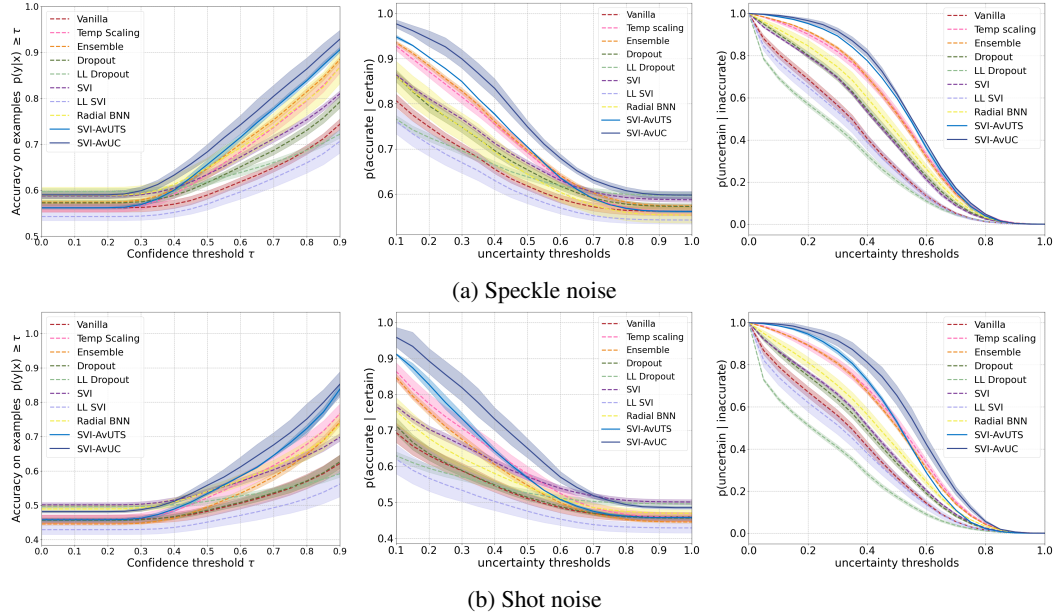 Accuracy on examples p(y|x) ≥ τ
1.0
0.9
0.8
0.7
0.6
0.5
Vanilla
Temp Scaling
Ensemble
Dropout
LL Dropout
SVI
LL SVI
Radial BNN
SVI-AvUTS
SVI-AvUC
0.0 0.1 0.2 0.3 0.4 0.5 0.6 0.7 0.8 0.9
Confidence threshold τ
p(accurate | certain)
1.0
0.9
0.8
0.7
0.6
Vanilla
Temp scaling
Ensemble
Dropout
LL Dropout
SVI
LL SVI
Radial BNN
SVI-AvUTS
SVI-AvUC
0.1 0.2 0.3 0.4 0.5 0.6 0.7 0.8 0.9 1.0
uncertainty thresholds
p(uncertain | inaccurate)
1.0
0.8
0.6
0.4
0.2
0.0
Vanilla
Temp scaling
Ensemble
Dropout
LL Dropout
SVI
LL SVI
Radial BNN
SVI-AvUTS
SVI-AvUC
0.0 0.2 0.4 0.6 0.8 1.0
uncertainty thresholds
(a) Speckle noise
Accuracy on examples p(y|x) ≥ τ
1.0
0.9
0.8
0.7
0.6
0.5
0.4
Vanilla
Temp Scaling
Ensemble
Dropout
LL Dropout
SVI
LL SVI
Radial BNN
SVI-AvUTS
SVI-AvUC
0.0 0.1 0.2 0.3 0.4 0.5 0.6 0.7 0.8 0.9
Confidence threshold τ
p(accurate | certain)
1.0
0.9
0.8
0.7
0.6
0.5
0.4
Vanilla
Temp scaling
Ensemble
Dropout
LL Dropout
SVI
LL SVI
Radial BNN
SVI-AvUTS
SVI-AvUC
0.1 0.2 0.3 0.4 0.5 0.6 0.7 0.8 0.9 1.0
uncertainty thresholds
p(uncertain | inaccurate)
1.0
0.8
0.6
0.4
0.2
0.0
Vanilla
Temp scaling
Ensemble
Dropout
LL Dropout
SVI
LL SVI
Radial BNN
SVI-AvUTS
SVI-AvUC
0.0 0.2 0.4 0.6 0.8 1.0
uncertainty thresholds
(b) Shot noise